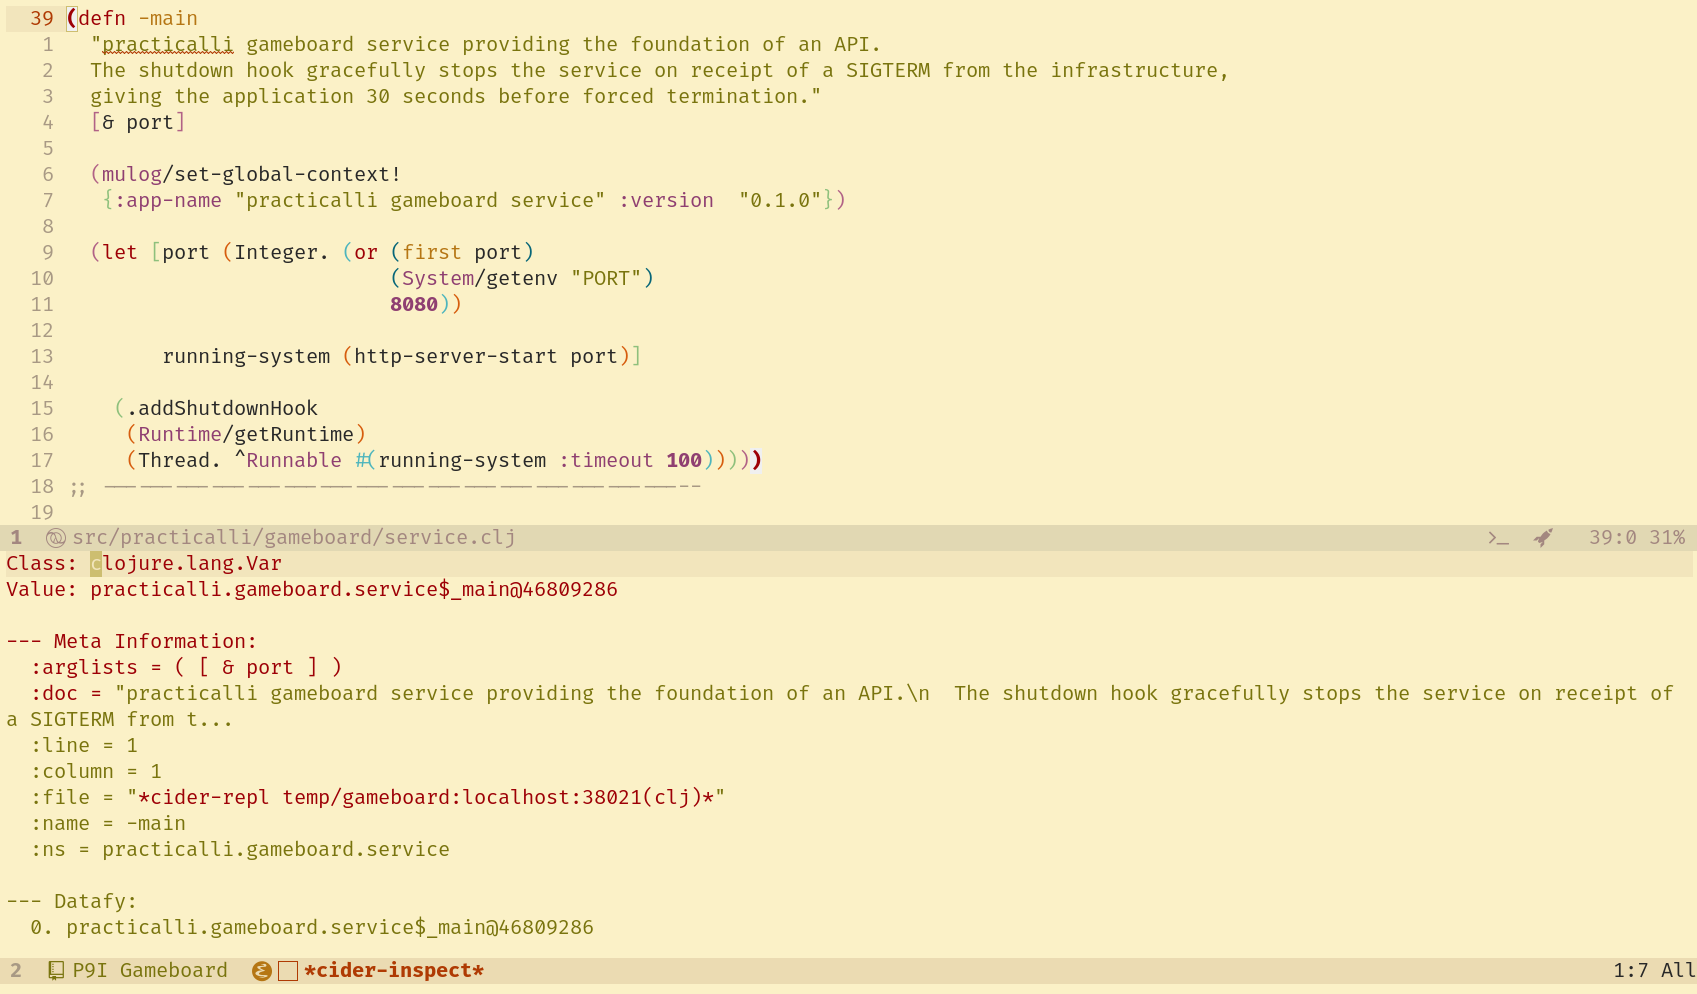 39 (defn -main
1 "practicalli gameboard service providing the foundation of an API.
2 The shutdown hook gracefully stops the service on receipt of a SIGTERM from the infrastructure,
3 giving the application 30 seconds before forced termination."
4 [& port]
5
6 (mulog/set-global-context!
7 {:app-name "practicalli gameboard service" :version  "0.1.0"})
8
9 (let [port (Integer. (or (first port)
10 (System/getenv "PORT")
11 8080))
12
13 running-system (http-server-start port)]
14
15 (.addShutdownHook
16 (Runtime/getRuntime)
17 (Thread. ^Runnable #(running-system :timeout 100)))))
18 ;; --------------------------------------------------
19
1 src/practicalli/gameboard/service.clj >_ 39:0 31%
Class: clojure.lang.Var
Value: practicalli.gameboard.service$_main@46809286
--- Meta Information:
:arglists = ( [ & port ] )
:doc = "practicalli gameboard service providing the foundation of an API.\n  The shutdown hook gracefully stops the service on receipt of
a SIGTERM from t...
:line = 1
:column = 1
:file = "*cider-repl temp/gameboard:localhost:38021(clj)*"
:name = -main
:ns = practicalli.gameboard.service
--- Datafy:
0. practicalli.gameboard.service$_main@46809286
2 P9I Gameboard *cider-inspect* 1:7 All